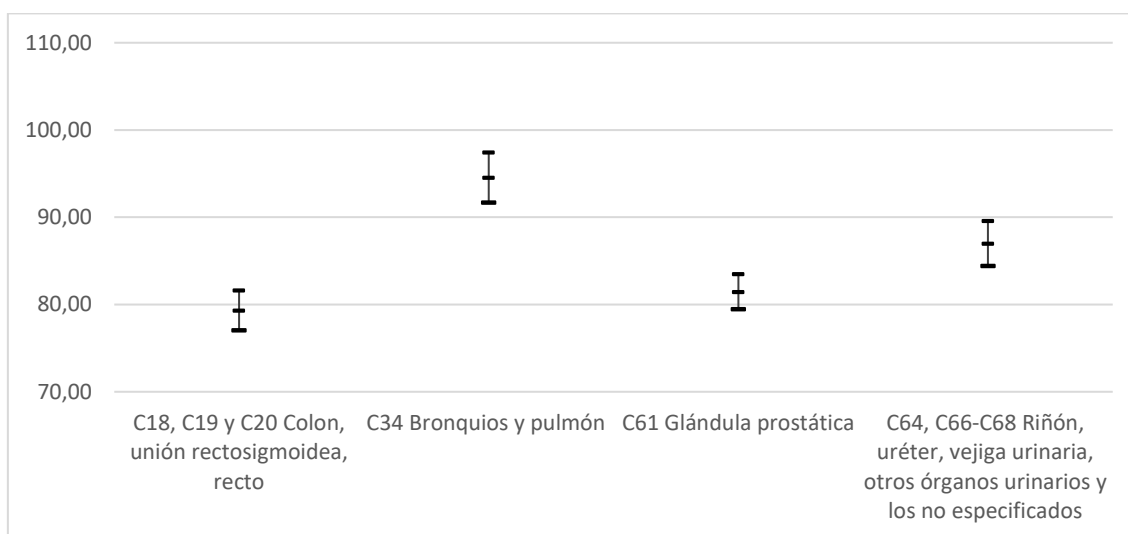 110,00
100,00
90,00
80,00
70,00
C18, C19 y C20 Colon,
unión rectosigmoidea,
recto
C34 Bronquios y pulmón
C61 Glándula prostática
C64, C66-C68 Riñón,
uréter, vejiga urinaria,
otros órganos urinarios y
los no especificados